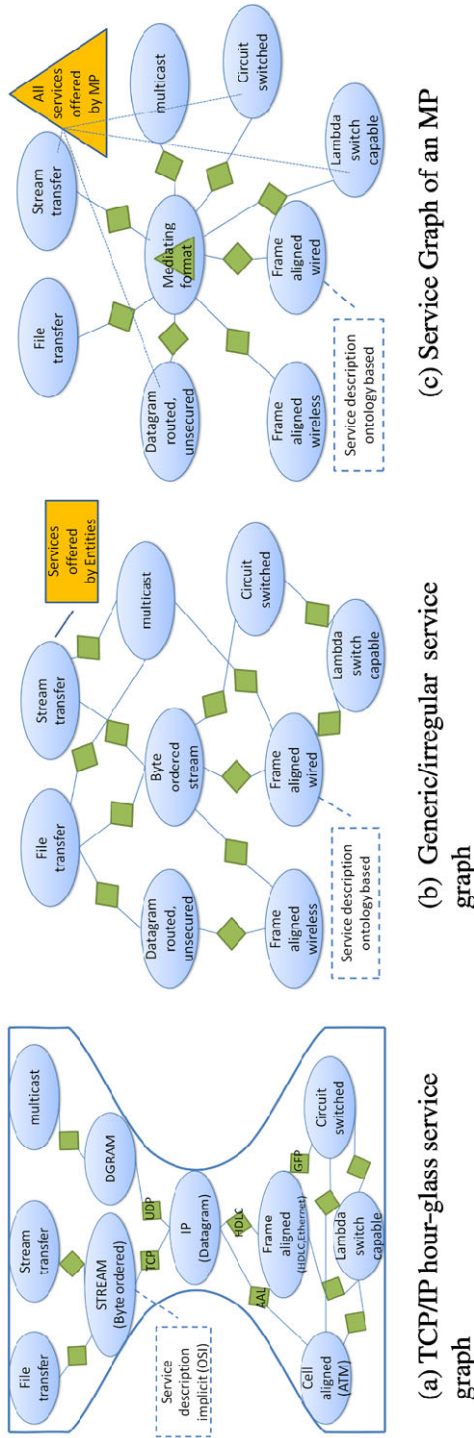 File
transfer
Stream
transfer
multicast
STREAM
(Byte ordered)
DGRAM
TCP
UDP
Service
description
implicit (OSI)
IP
(Datagram)
AAL
HDLC
Frame
aligned
(HDLC,Ethernet)
GFP
Cell
aligned
(ATM)
Lambda
switch
capable
Circuit
switched
(a) TCP/IP hour-glass service
graph
Services
offered
by Entities
File
transfer
Stream
transfer
multicast
Datagram
routed,
unsecured
Byte
ordered
stream
Circuit
switched
Frame
aligned
wireless
Frame
aligned
wired
Lambda
switch
capable
Service description
ontology based
(b) Generic/irregular service
graph
All
services
offered
by MP
File
transfer
Stream
transfer
multicast
Datagram
routed,
unsecured
Mediating
format
Circuit
switched
Frame
aligned
wireless
Frame
aligned
wired
Lambda
switch
capable
Service description
ontology based
(c) Service Graph of an MP